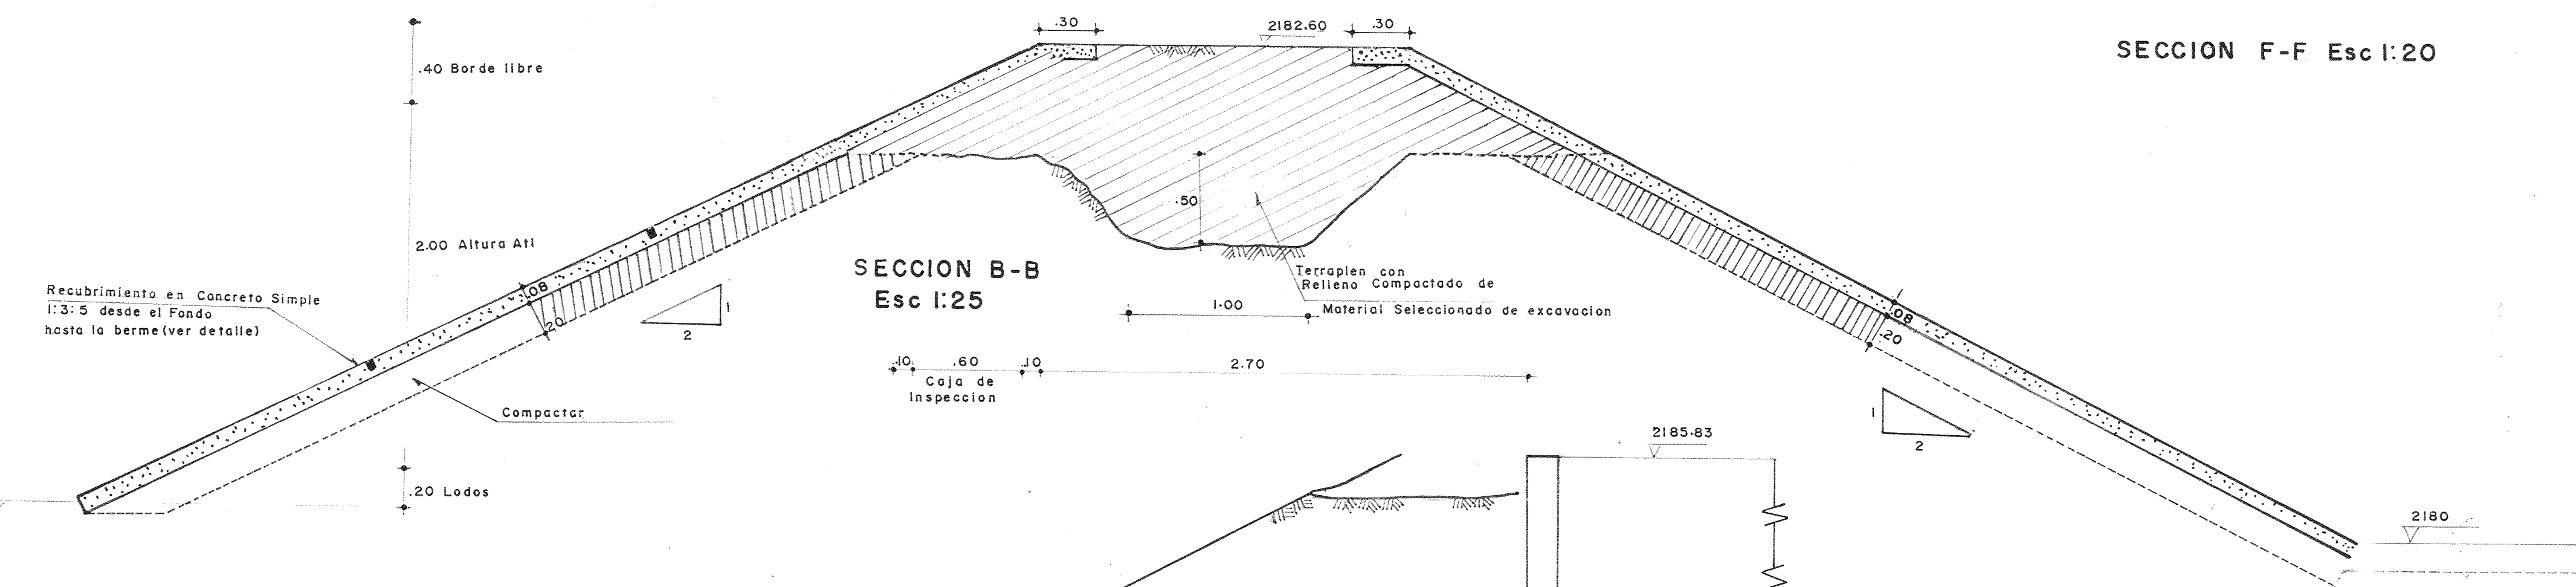 .30
2182.60
.30
SECCION F-F Esc 1:20
.40 Borde libre
.50
2.00 Altura Atl
SECCION B-B
Esc 1:25
Terraplen con
Relleno Compactado de
Material Seleccionado de excavacion
1.00
Recubrimiento en Concreto Simple
1:3:5 desde el Fondo
hasta la berme (ver detalle)
.08
.20
1
2
.08
.20
.10
.60
.10
2.70
Caja de
Inspeccion
Compactar
1
2
2185.83
.20 Lodos
2180